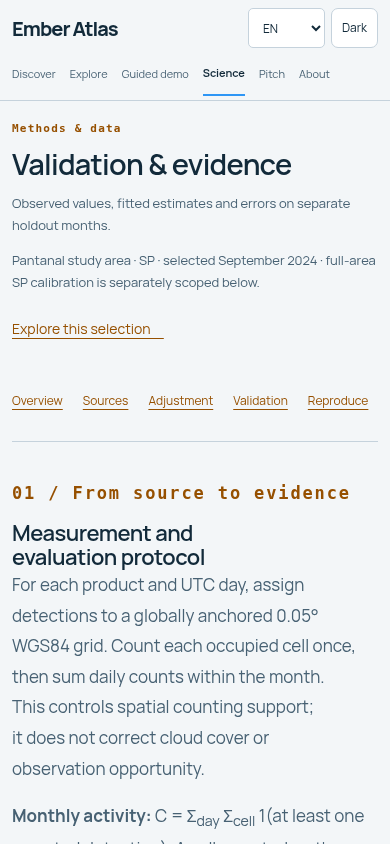 Ember Atlas
EN
Dark
Discover Explore Guided demo Science Pitch About
Methods & data
Validation & evidence
Observed values, fitted estimates and errors on separate
holdout months.
Pantanal study area · SP · selected September 2024 · full-area
SP calibration is separately scoped below.
Explore this selection
Overview Sources Adjustment Validation Reproduce
01 / From source to evidence
Measurement and
evaluation protocol
For each product and UTC day, assign
detections to a globally anchored 0.05°
WGS84 grid. Count each occupied cell once,
then sum daily counts within the month.
This controls spatial counting support;
it does not correct cloud cover or
observation opportunity.
Monthly activity: C = Σday Σcell 1(at least one